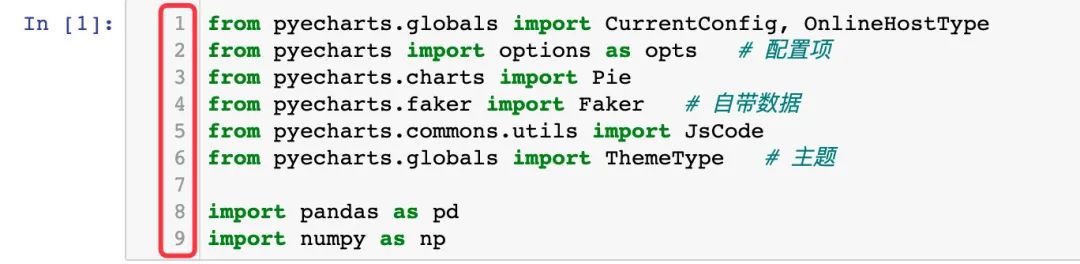 In [1]:
1 from pyecharts.globals import CurrentConfig, OnlineHostType
2 from pyecharts import options as opts   # 配置项
3 from pyecharts.charts import Pie
4 from pyecharts.faker import Faker   # 自带数据
5 from pyecharts.commons.utils import JsCode
6 from pyecharts.globals import ThemeType   # 主题
7
8 import pandas as pd
9 import numpy as np